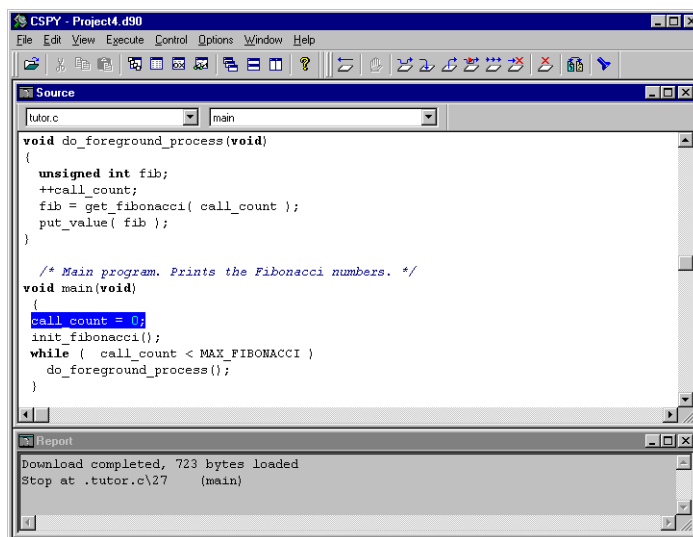 CSPY - Project4.d90
File Edit View Execute Control Options Window Help
Source
tutor.c main
void do_foreground_process(void)
{
unsigned int fib;
++call_count;
fib = get_fibonacci( call_count );
put_value( fib );
}
/* Main program. Prints the Fibonacci numbers. */
void main(void)
{
call_count = 0;
init_fibonacci();
while ( call_count < MAX_FIBONACCI )
do_foreground_process();
}
Report
Download completed, 723 bytes loaded
Stop at .tutor.c\27 (main)